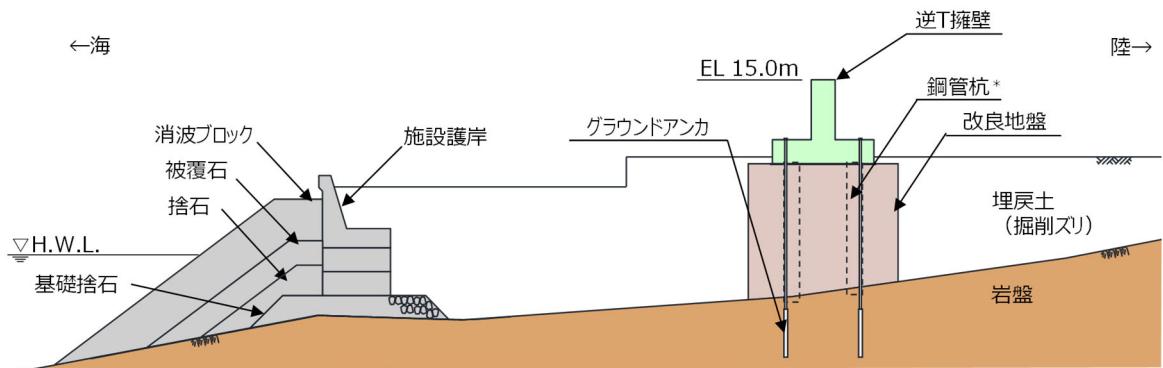 ←海
陸→
逆T擁壁
EL 15.0m
鋼管杭*
グラウンドアンカ
改良地盤
消波ブロック
施設護岸
被覆石
捨石
埋戻土
（掘削ズリ）
▽H.W.L.
基礎捨石
岩盤